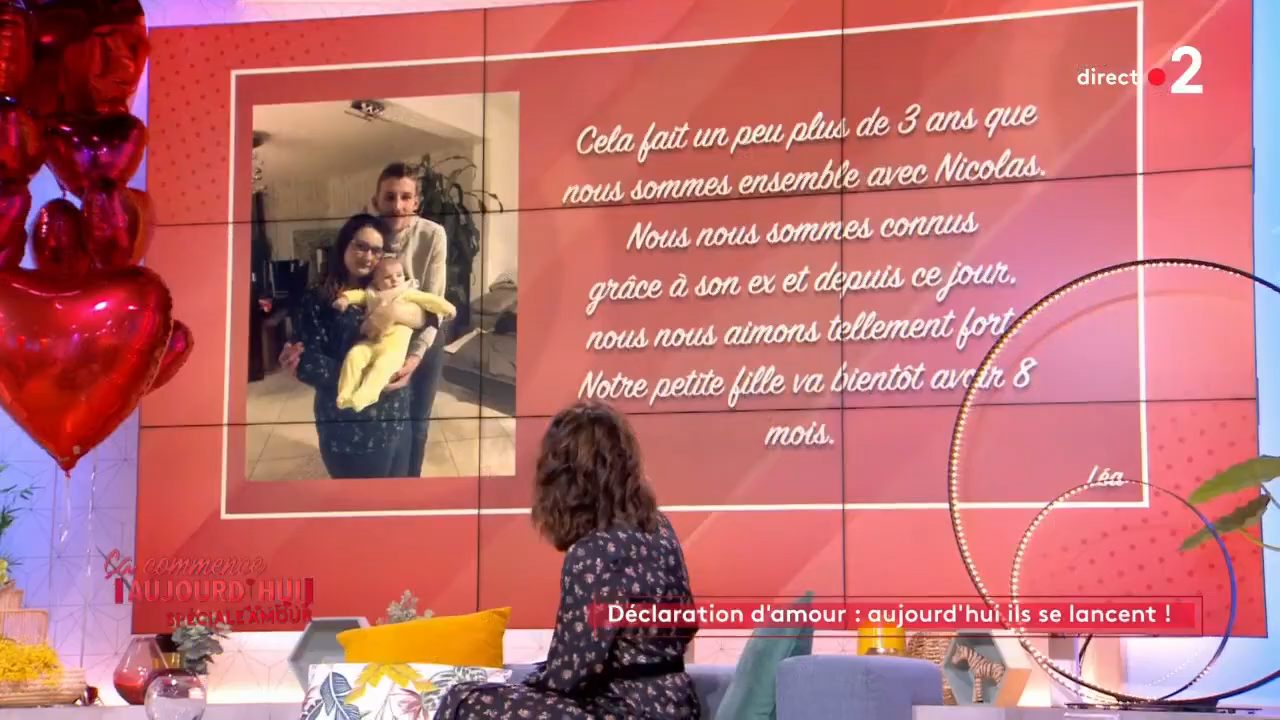 direct 2
Cela fait un peu plus de 3 ans que
nous sommes ensemble avec Nicolas.
Nous nous sommes connus
grâce à son ex et depuis ce jour,
nous nous aimons tellement fort
Notre petite fille va bientôt avoir 8
mois.
Léa
Ça commence
AUJOURD'HUI
SPÉCIALE AMOUR
Déclaration d'amour : aujourd'hui ils se lancent !